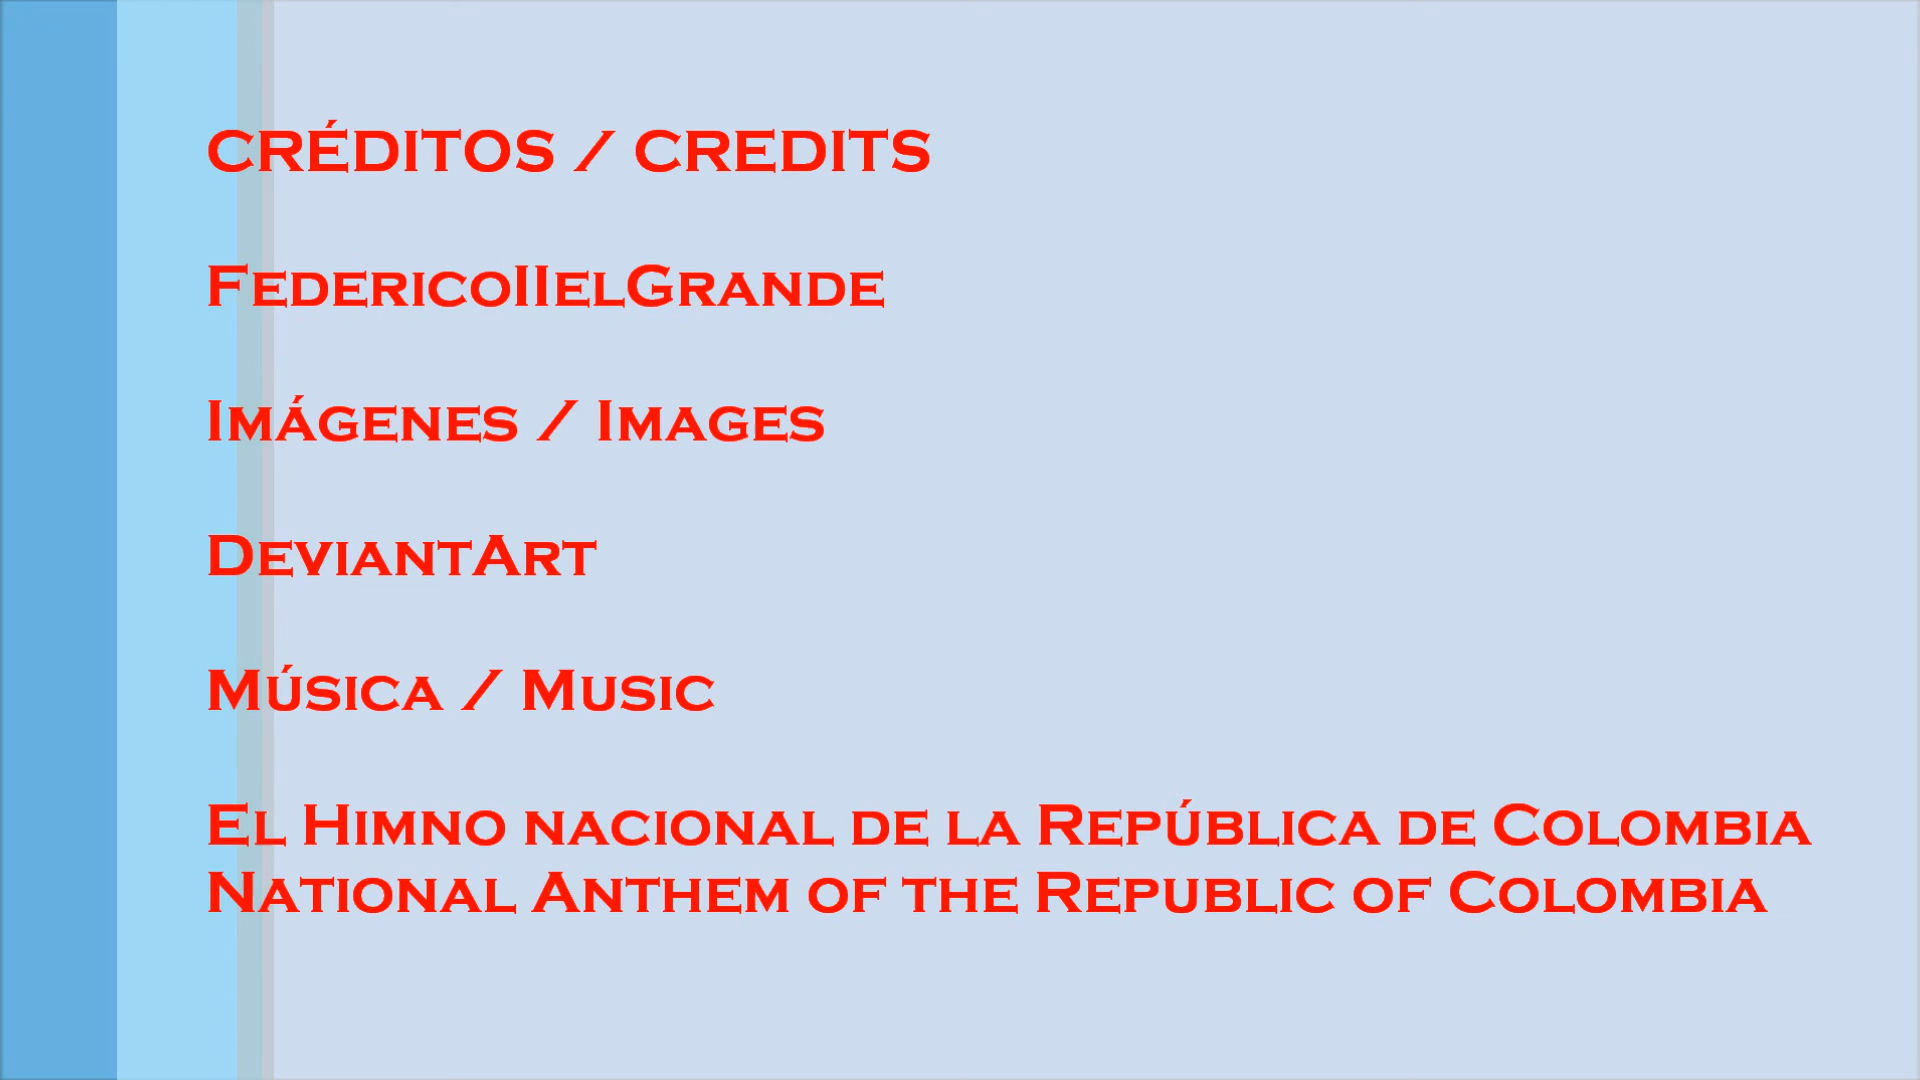 CRÉDITOS / CREDITS
FedericoIIelGrande
Imágenes / Images
DeviantArt
Música / Music
El Himno nacional de la República de Colombia
National Anthem of the Republic of Colombia